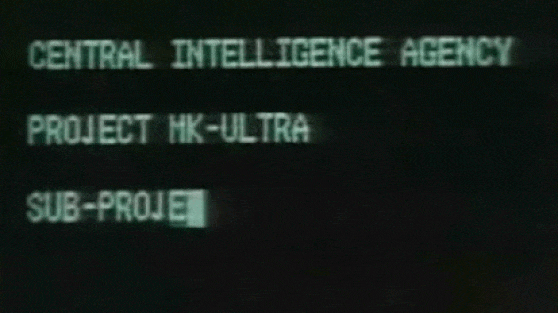 CENTRAL INTELLIGENCE AGENCY
PROJECT MK-ULTRA
SUB-PROJE